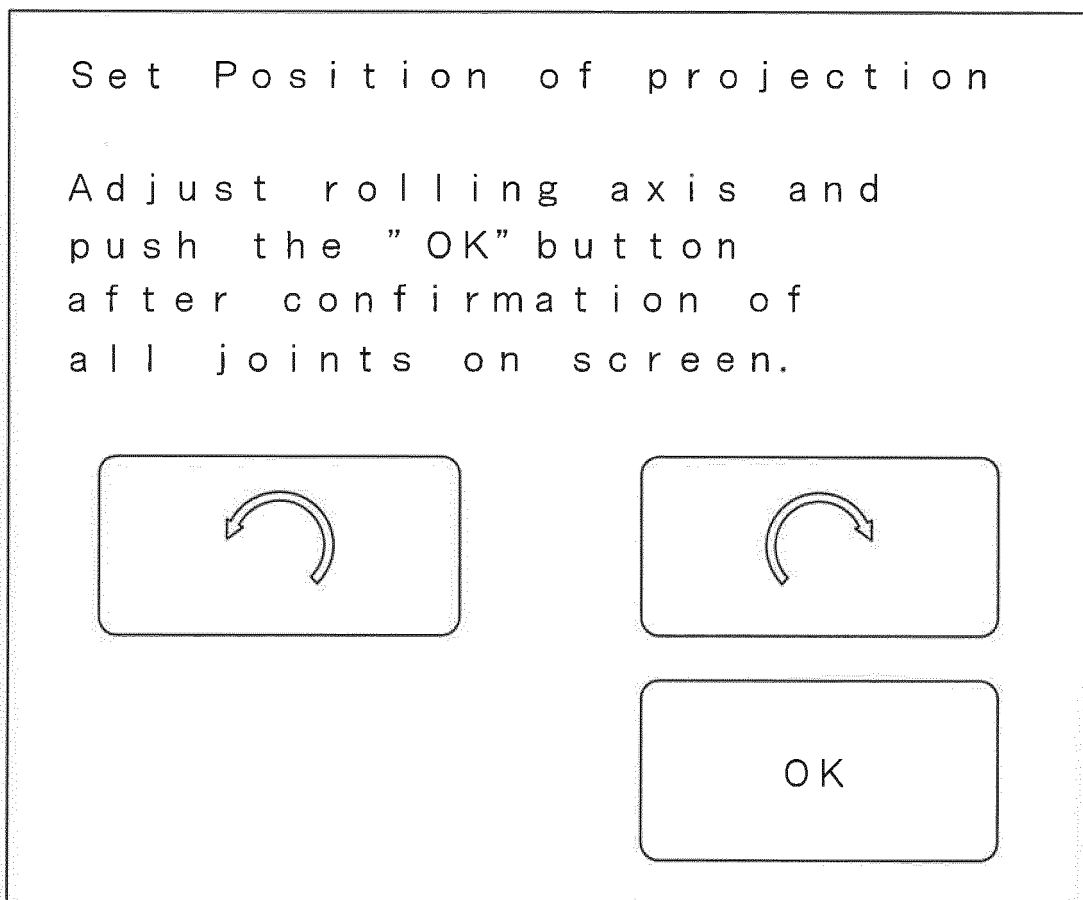 Set Position of projection
Adjust rolling axis and
push the "OK" button
after confirmation of
all joints on screen.
OK